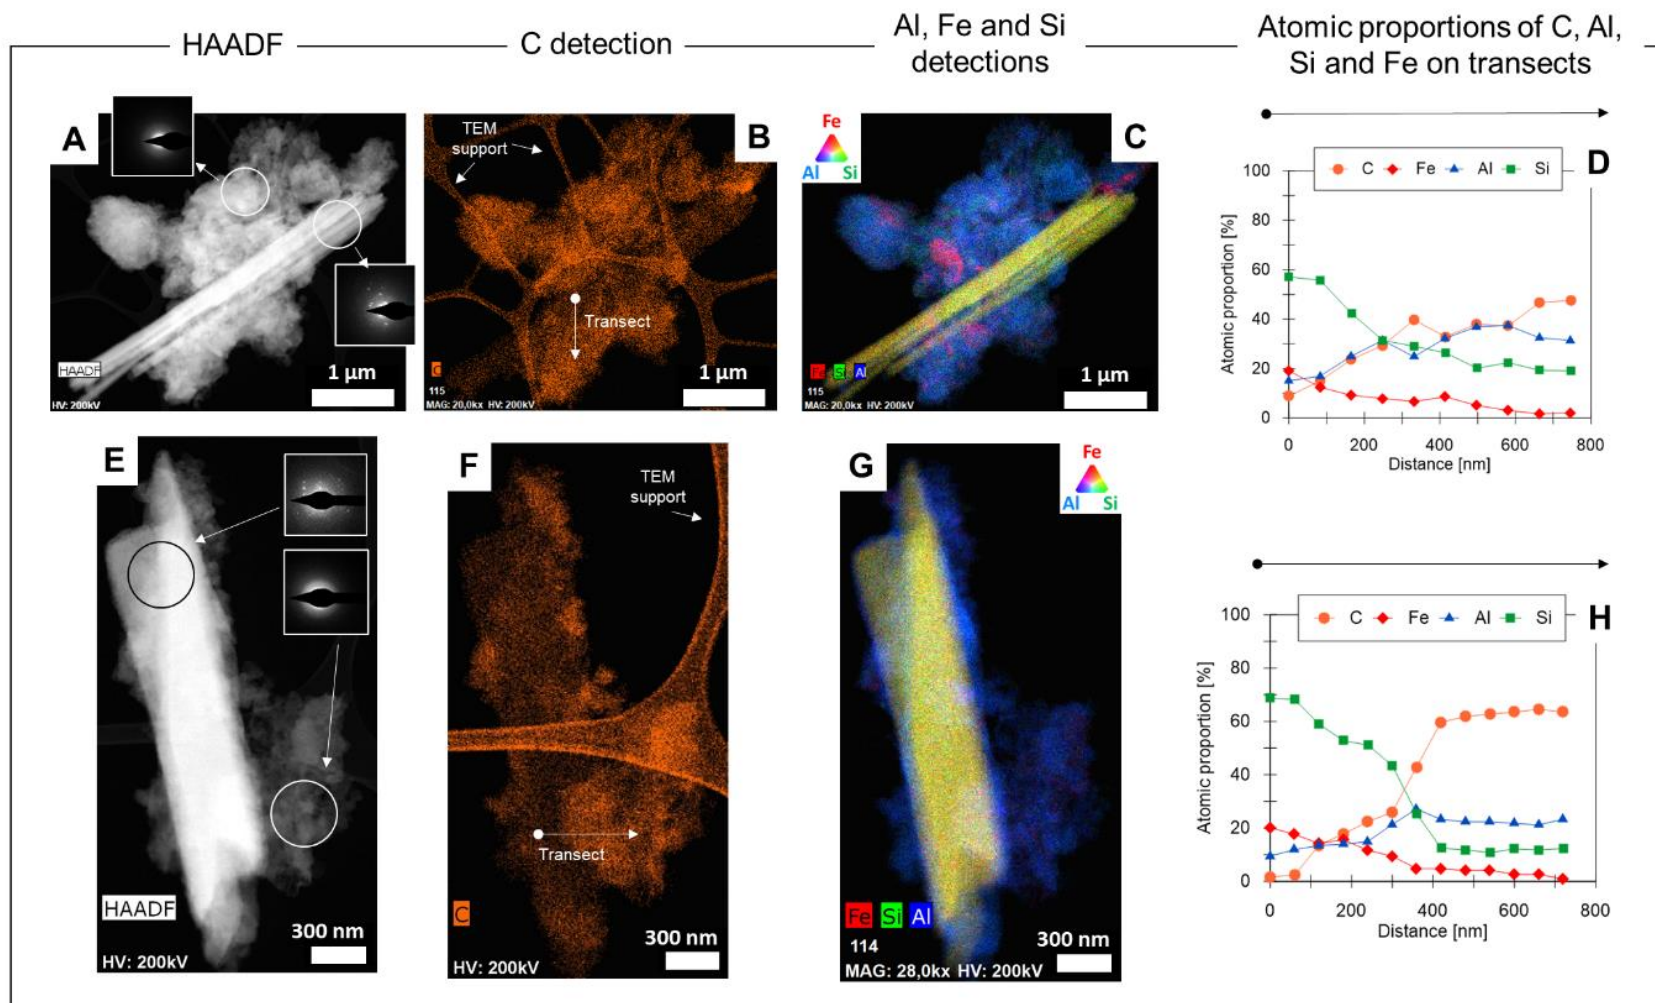 HAADF
C detection
Al, Fe and Si
detections
Atomic proportions of C, Al,
Si and Fe on transects
A
HAADF
HV: 200kV
1 µm
B
TEM
support
Transect
C
115
MAG: 20,0kx HV: 200kV
1 µm
C
Fe
Al Si
Fe Si Al
115
MAG: 20,0kx HV: 200kV
1 µm
D
C Fe Al Si
Atomic proportion [%]
100
80
60
40
20
0
0 200 400 600 800
Distance [nm]
E
HAADF
HV: 200kV
300 nm
F
TEM
support
Transect
C
HV: 200kV
300 nm
G
Fe
Al Si
Fe Si Al
114
MAG: 28,0kx HV: 200kV
300 nm
H
C Fe Al Si
Atomic proportion [%]
100
80
60
40
20
0
0 200 400 600 800
Distance [nm]